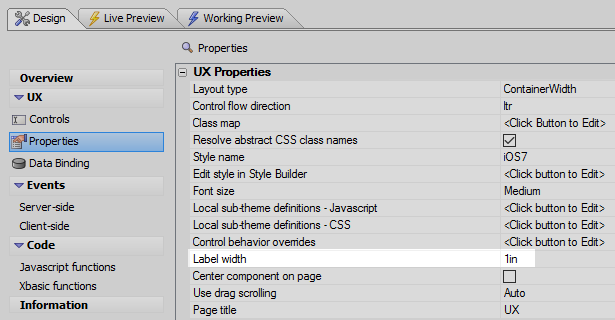 Design Live Preview Working Preview
Properties
Overview
UX
Controls
Properties
Data Binding
Events
Server-side
Client-side
Code
Javascript functions
Xbasic functions
Information
UX Properties
Layout type ContainerWidth
Control flow direction ltr
Class map <Click Button to Edit>
Resolve abstract CSS class names
Style name iOS7
Edit style in Style Builder <Click button to Edit>
Font size Medium
Local sub-theme definitions - Javascript <Click button to Edit>
Local sub-theme definitions - CSS <Click button to Edit>
Control behavior overrides <Click button to Edit>
Label width 1in
Center component on page
Use drag scrolling Auto
Page title UX